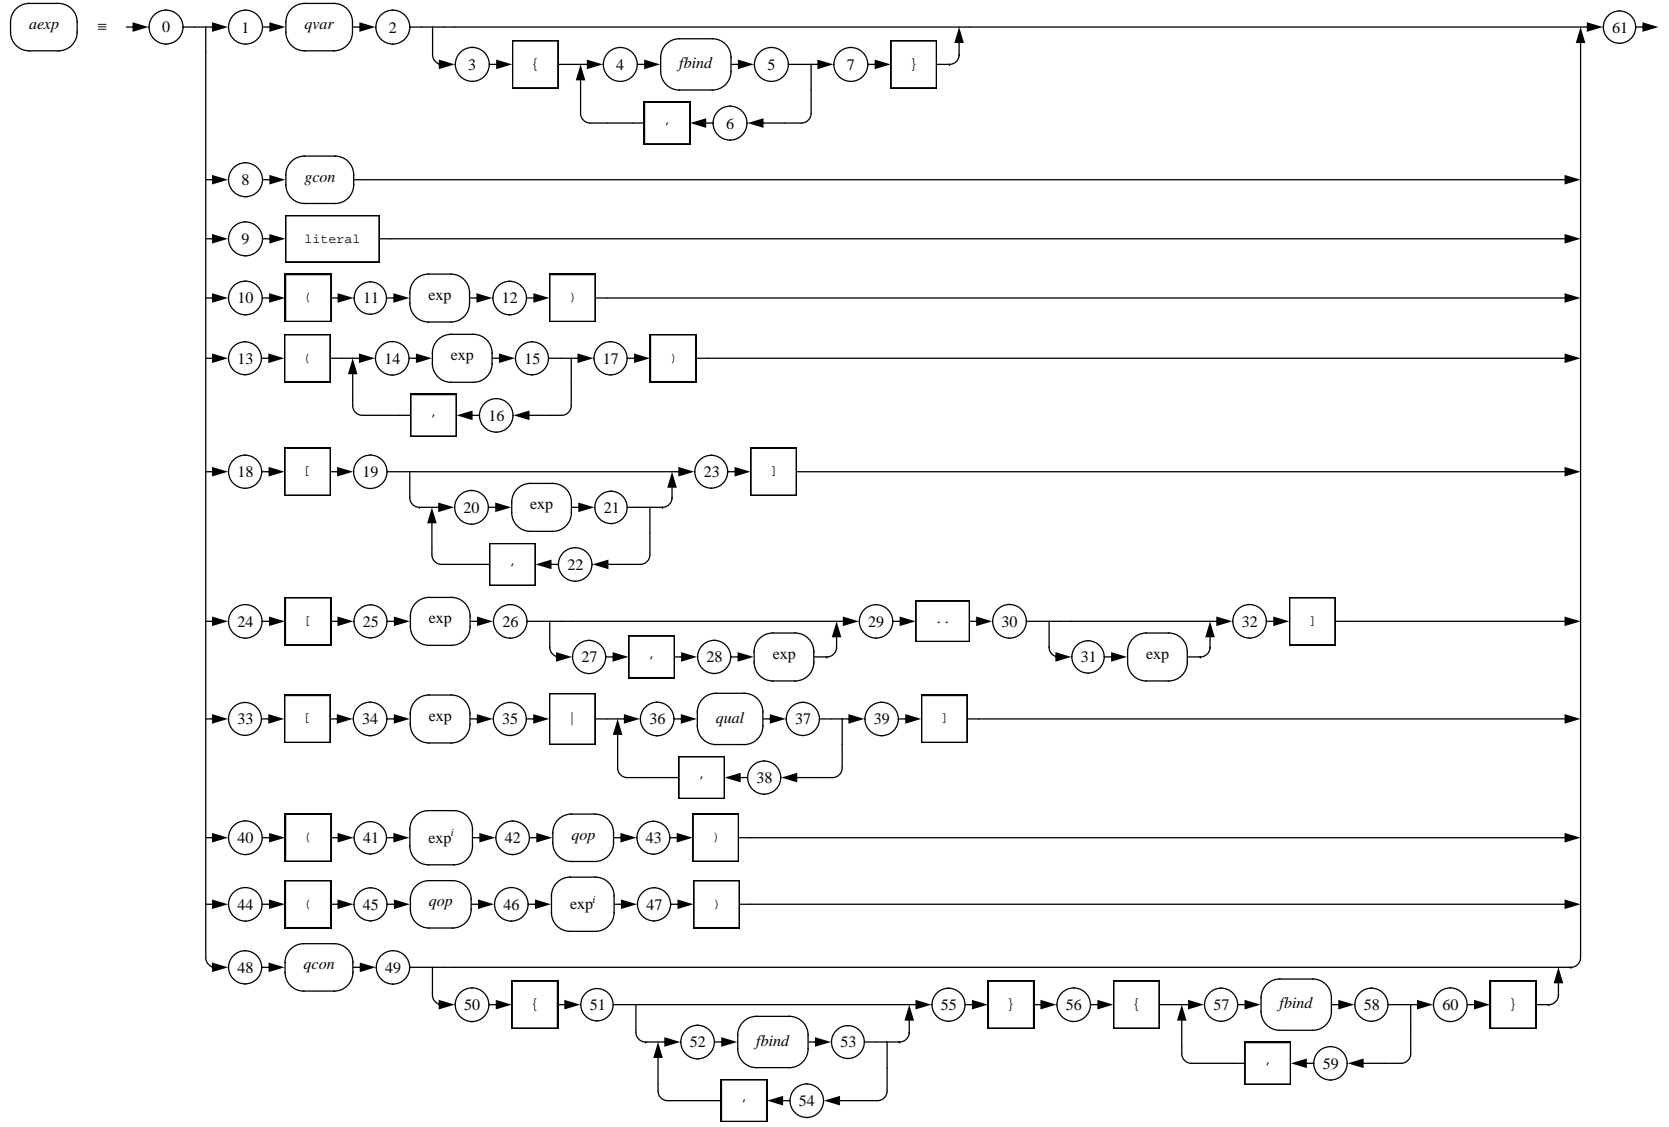 aexp ≡ 0 1 qvar 2 61
3 { 4 fbind 5 7 }
, 6
8 gcon
9 literal
10 ( 11 exp 12 )
13 ( 14 exp 15 17 )
, 16
18 [ 19 23 ]
20 exp 21
, 22
24 [ 25 exp 26 29 .. 30 32 ]
27 , 28 exp 31 exp
33 [ 34 exp 35 | 36 qual 37 39 ]
, 38
40 ( 41 expⁱ 42 qop 43 )
44 ( 45 qop 46 expⁱ 47 )
48 qcon 49
50 { 51 55 } 56 { 57 fbind 58 60 }
52 fbind 53 , 59
, 54